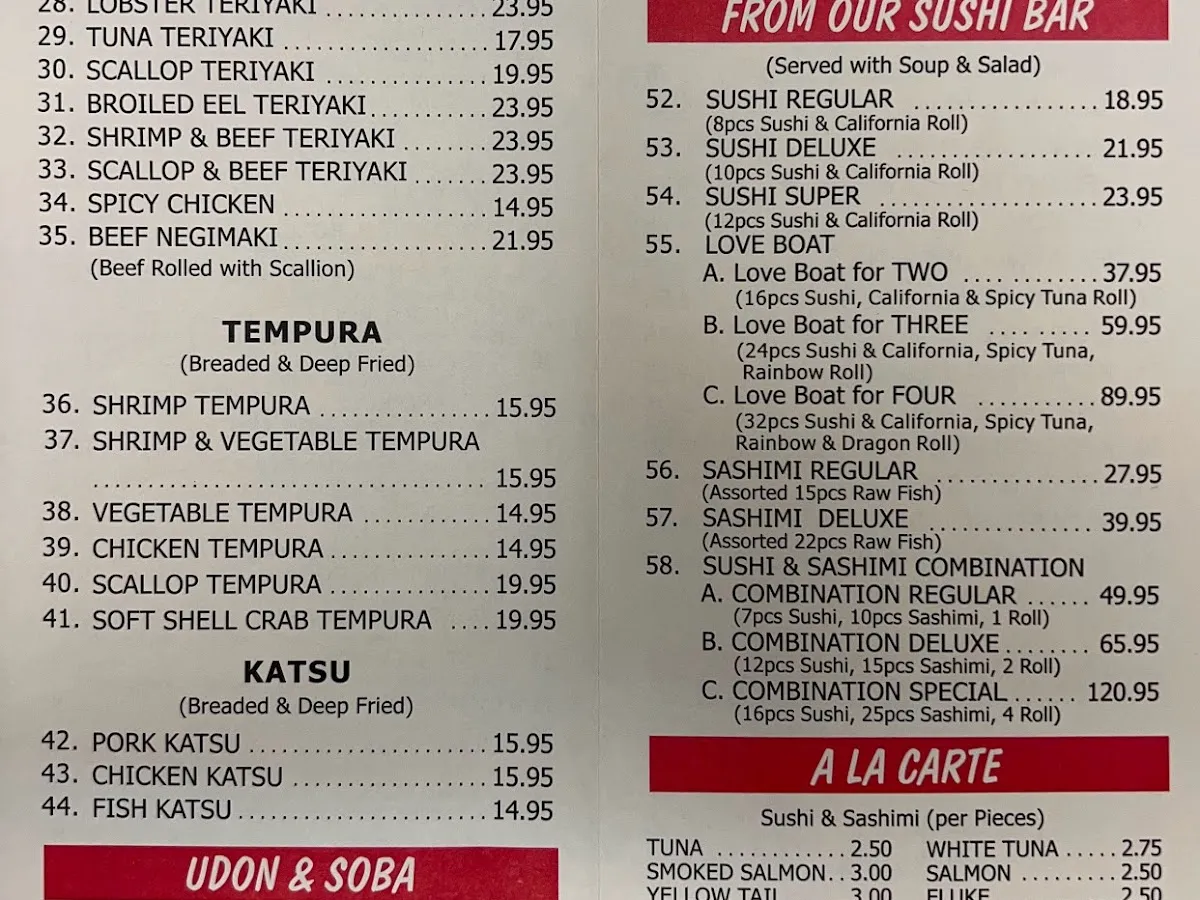 28. LOBSTER TERIYAKI ................ 23.95
29. TUNA TERIYAKI .................... 17.95
30. SCALLOP TERIYAKI ................ 19.95
31. BROILED EEL TERIYAKI............ 23.95
32. SHRIMP & BEEF TERIYAKI ........ 23.95
33. SCALLOP & BEEF TERIYAKI ....... 23.95
34. SPICY CHICKEN .................... 14.95
35. BEEF NEGIMAKI.................... 21.95
(Beef Rolled with Scallion)
TEMPURA
(Breaded & Deep Fried)
36. SHRIMP TEMPURA ................. 15.95
37. SHRIMP & VEGETABLE TEMPURA
....................................... 15.95
38. VEGETABLE TEMPURA ............ 14.95
39. CHICKEN TEMPURA ............... 14.95
40. SCALLOP TEMPURA ............... 19.95
41. SOFT SHELL CRAB TEMPURA .... 19.95
KATSU
(Breaded & Deep Fried)
42. PORK KATSU ....................... 15.95
43. CHICKEN KATSU ................... 15.95
44. FISH KATSU ........................ 14.95
UDON & SOBA
FROM OUR SUSHI BAR
(Served with Soup & Salad)
52. SUSHI REGULAR ................. 18.95
(8pcs Sushi & California Roll)
53. SUSHI DELUXE .................. 21.95
(10pcs Sushi & California Roll)
54. SUSHI SUPER .................... 23.95
(12pcs Sushi & California Roll)
55. LOVE BOAT
A. Love Boat for TWO ............ 37.95
(16pcs Sushi, California & Spicy Tuna Roll)
B. Love Boat for THREE ......... 59.95
(24pcs Sushi & California, Spicy Tuna,
Rainbow Roll)
C. Love Boat for FOUR ........... 89.95
(32pcs Sushi & California, Spicy Tuna,
Rainbow & Dragon Roll)
56. SASHIMI REGULAR ............... 27.95
(Assorted 15pcs Raw Fish)
57. SASHIMI DELUXE ............... 39.95
(Assorted 22pcs Raw Fish)
58. SUSHI & SASHIMI COMBINATION
A. COMBINATION REGULAR ...... 49.95
(7pcs Sushi, 10pcs Sashimi, 1 Roll)
B. COMBINATION DELUXE........ 65.95
(12pcs Sushi, 15pcs Sashimi, 2 Roll)
C. COMBINATION SPECIAL...... 120.95
(16pcs Sushi, 25pcs Sashimi, 4 Roll)
A LA CARTE
Sushi & Sashimi (per Pieces)
TUNA ............ 2.50 WHITE TUNA ..... 2.75
SMOKED SALMON.. 3.00 SALMON ......... 2.50
YELLOW TAIL 3.00 FLUKE 2.50